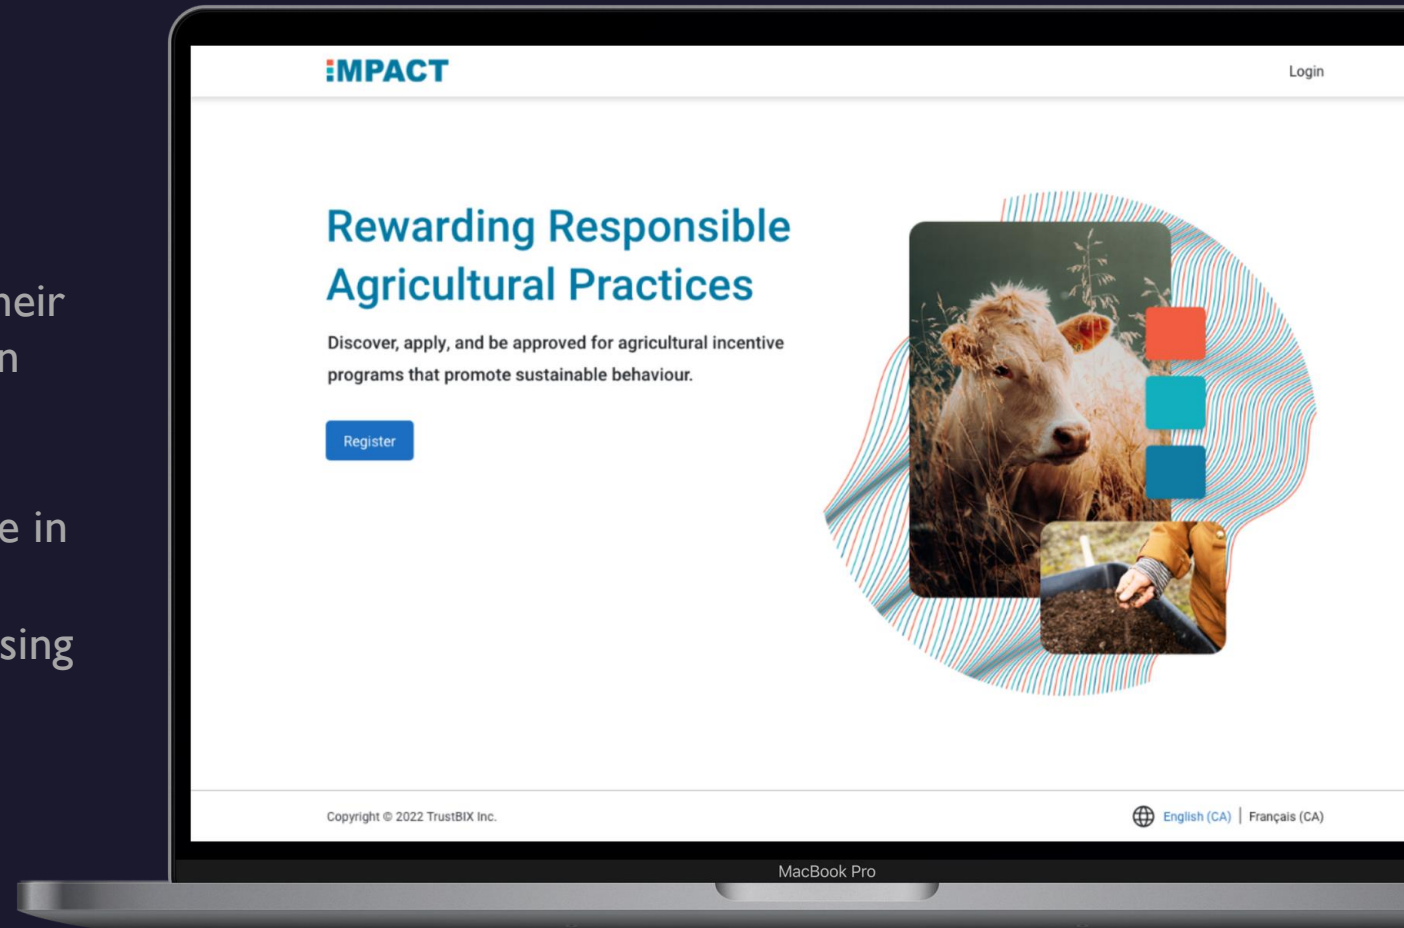 heir
n
e in
sing
IMPACT
Login
Rewarding Responsible
Agricultural Practices
Discover, apply, and be approved for agricultural incentive
programs that promote sustainable behaviour.
Register
Copyright © 2022 TrustBIX Inc.
English (CA) | Français (CA)
MacBook Pro